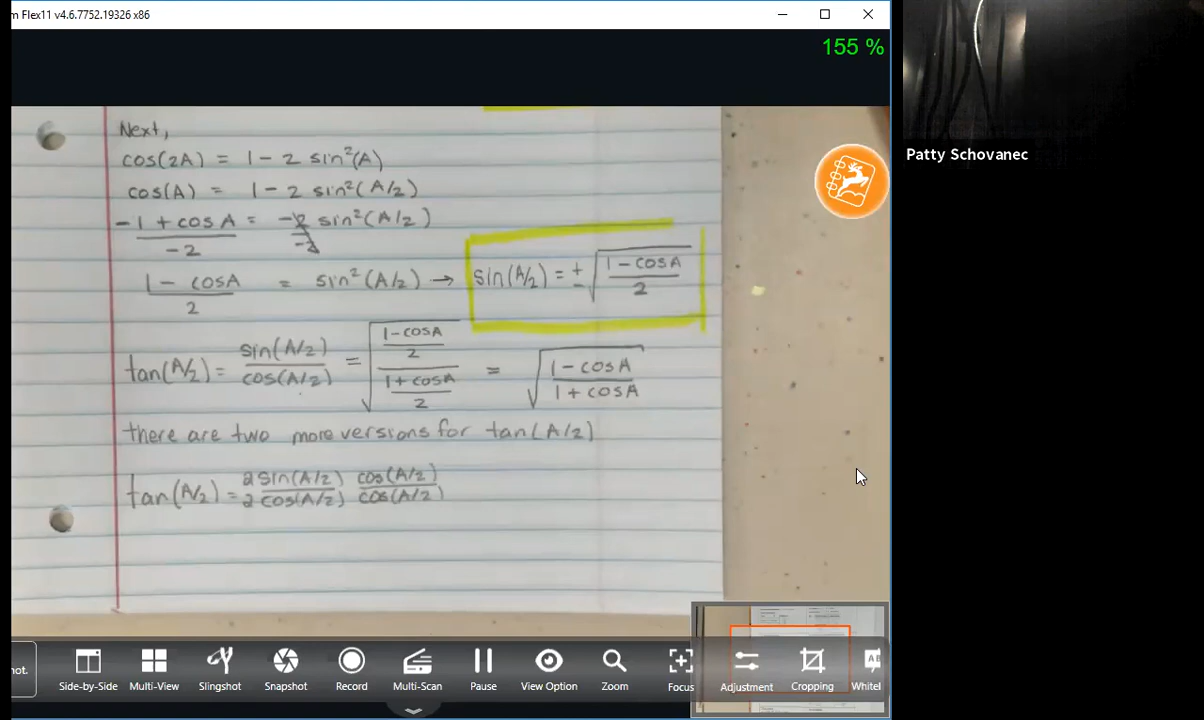 m Flex11 v4.6.7752.19326 x86
155 %
Patty Schovanec
Next,
cos(2A) = 1 - 2 sin²(A)
cos(A) = 1 - 2 sin²(A/2)
-1 + cosA / -2 = -2 sin²(A/2) / -2
1 - cosA / 2 = sin²(A/2) → sin(A/2) = ± √(1 - cosA / 2)
tan(A/2) = sin(A/2) / cos(A/2) = √((1-cosA / 2) / (1+cosA / 2)) = √(1-cosA / 1+cosA)
there are two more versions for tan(A/2)
tan(A/2) = 2 sin(A/2) / 2 cos(A/2) cos(A/2) / cos(A/2)
not.
Side-by-Side
Multi-View
Slingshot
Snapshot
Record
Multi-Scan
Pause
View Option
Zoom
Focus
Adjustment
Cropping
Whitel